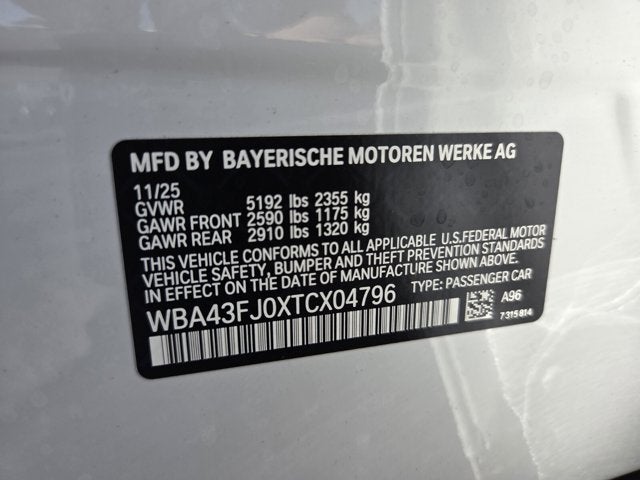 MFD BY BAYERISCHE MOTOREN WERKE AG
11/25
GVWR 5192 lbs 2355 kg
GAWR FRONT 2590 lbs 1175 kg
GAWR REAR 2910 lbs 1320 kg
THIS VEHICLE CONFORMS TO ALL APPLICABLE U.S.FEDERAL MOTOR
VEHICLE SAFETY, BUMPER AND THEFT PREVENTION STANDARDS
IN EFFECT ON THE DATE OF MANUFACTURE SHOWN ABOVE.
WBA43FJ0XTCX04796 TYPE: PASSENGER CAR
A96
7315814